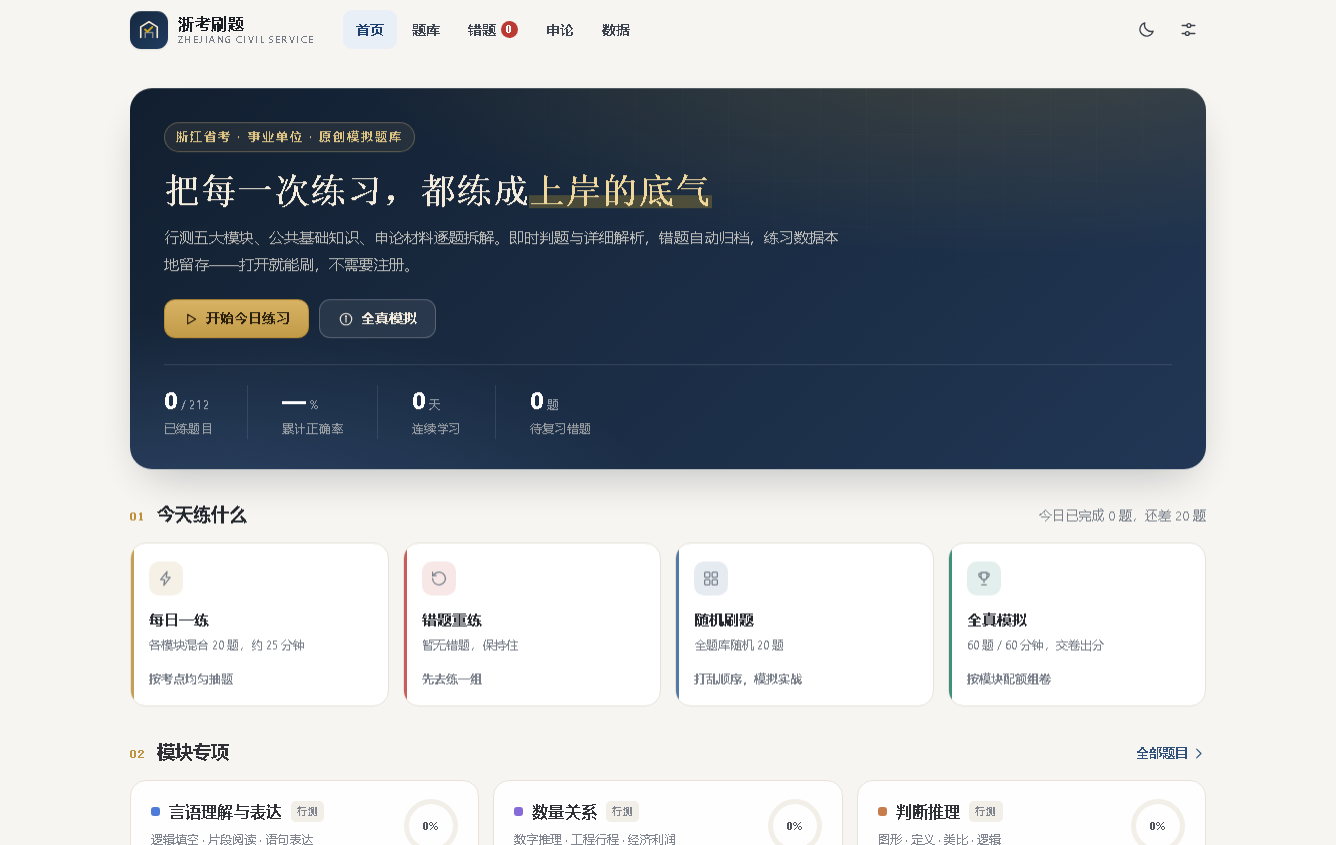 浙考刷题
ZHEJIANG CIVIL SERVICE
首页 题库 错题 0 申论 数据
浙江省考 · 事业单位 · 原创模拟题库
把每一次练习，都练成上岸的底气
行测五大模块、公共基础知识、申论材料逐题拆解。即时判题与详细解析，错题自动归档，练习数据本
地留存——打开就能刷，不需要注册。
开始今日练习 全真模拟
0 / 212 — % 0 天 0 题
已练题目 累计正确率 连续学习 待复习错题
01 今天练什么 今日已完成 0 题，还差 20 题
每日一练 错题重练 随机刷题 全真模拟
各模块混合 20 题，约 25 分钟 暂无错题，保持住 全题库随机 20 题 60 题 / 60 分钟，交卷出分
按考点均匀抽题 先去练一组 打乱顺序，模拟实战 按模块配额组卷
02 模块专项 全部题目
言语理解与表达 行测 0% 数量关系 行测 0% 判断推理 行测 0%
逻辑填空 · 片段阅读 · 语句表达 数字推理 · 工程行程 · 经济利润 图形 · 定义 · 类比 · 逻辑